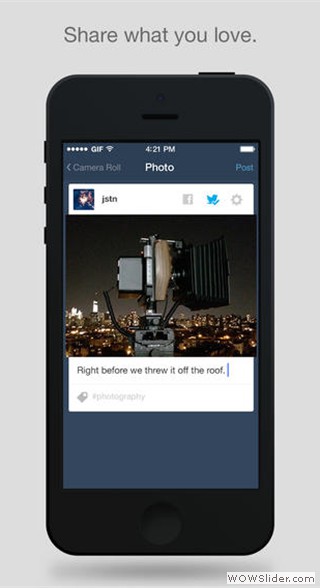 Share what you love.
GIF 4:21 PM
Camera Roll Photo Post
jstn
Right before we threw it off the roof.
#photography
WOWSlider.com